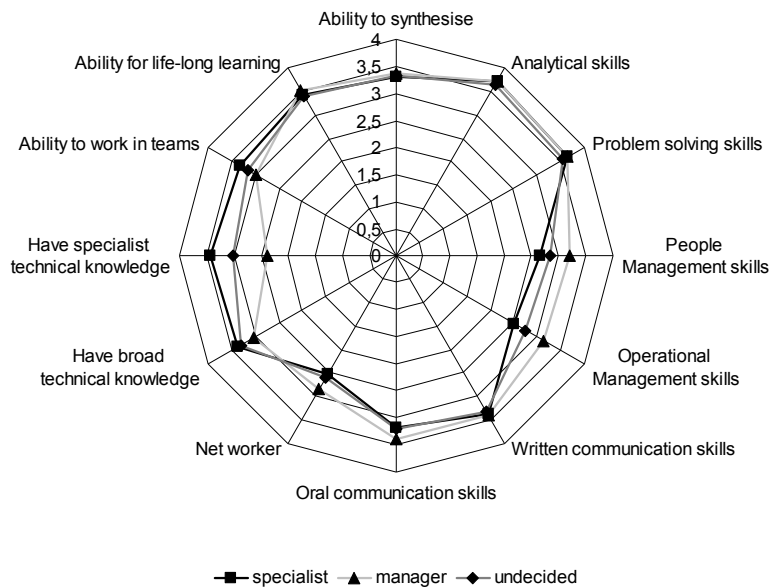 Ability to synthesise
4
Ability for life-long learning
3,5
Analytical skills
3
Ability to work in teams
2,5
Problem solving skills
2
1,5
1
Have specialist
technical knowledge
0,5
0
People
Management skills
Have broad
technical knowledge
Operational
Management skills
Net worker
Written communication skills
Oral communication skills
specialist manager undecided